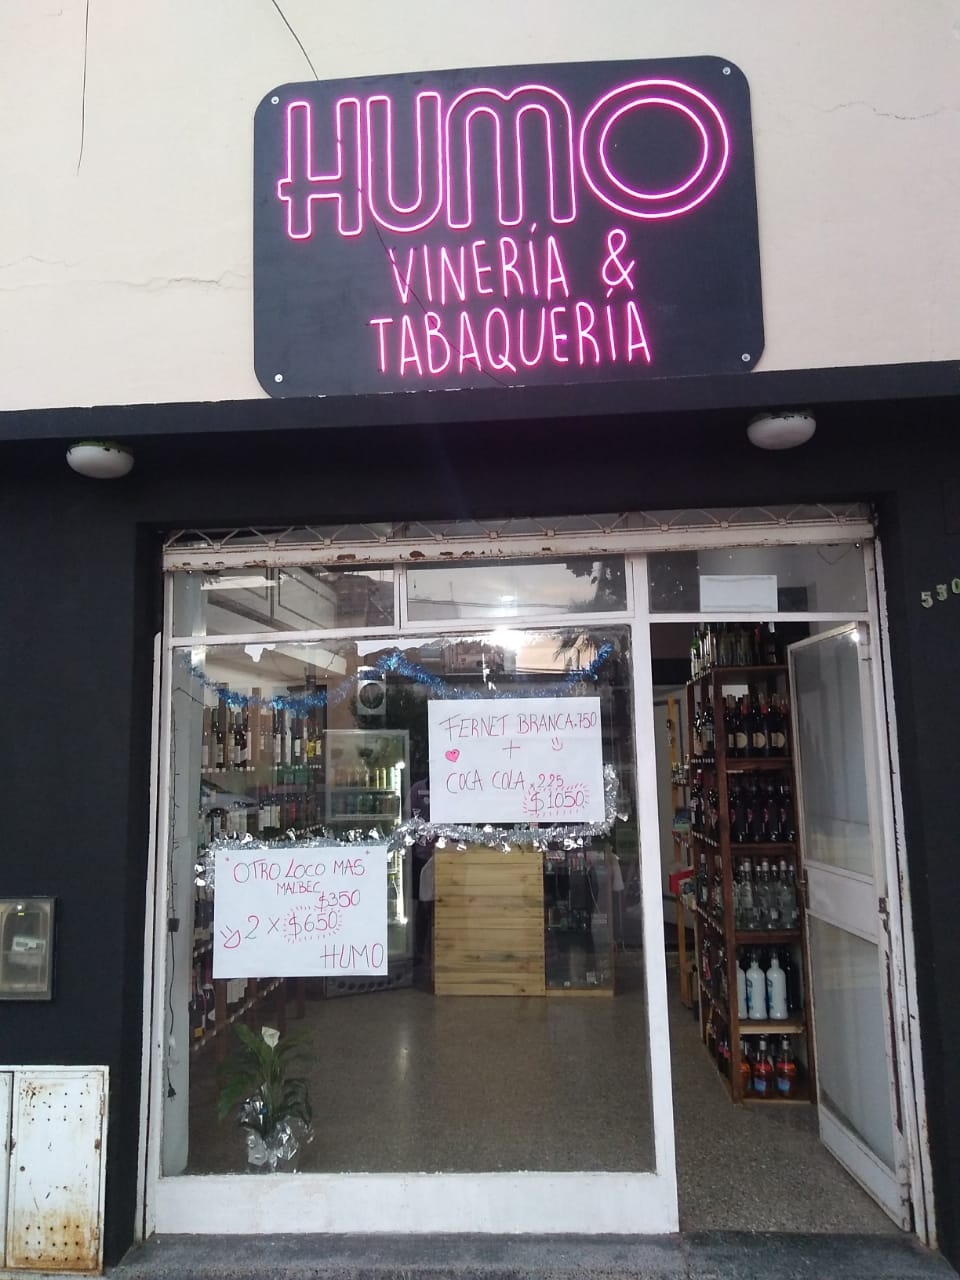 HUMO
VINERÍA &
TABAQUERÍA
530
FERNET BRANCA.750
+
COCA COLA x 2.25
$1050
OTRO LOCO MAS
MALBEC
$350
2 X $650
HUMO